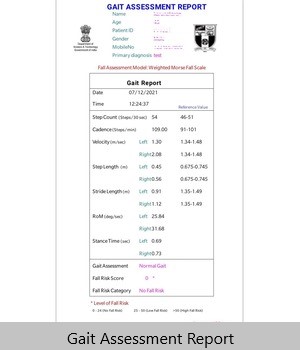 GAIT ASSESSMENT REPORT
Name
Age
Patient ID
Gender
MobileNo
Primary diagnosis test
Fall Assessment Model: Weighted Morse Fall Scale
Gait Report
Date 07/12/2021
Time 12:24:37
Reference Value
Step Count (Steps/30 sec) 54 46-51
Cadence (Steps/min) 109.00 91-101
Velocity (m/sec) Left 1.30 1.34-1.48
Right 2.08 1.34-1.48
Step Length (m) Left 0.45 0.675-0.745
Right 0.56 0.675-0.745
Stride Length (m) Left 0.91 1.35-1.49
Right 1.12 1.35-1.49
RoM (deg/sec) Left 25.84
Right 31.68
Stance Time (sec) Left 0.69
Right 0.73
Gait Assessment Normal Gait
Fall Risk Score 0 *
Fall Risk Category No Fall Risk
* Level of Fall Risk
0 - 24 (No Fall Risk) 25 - 50 (Low Fall Risk) >50 (High Fall Risk)
Gait Assessment Report